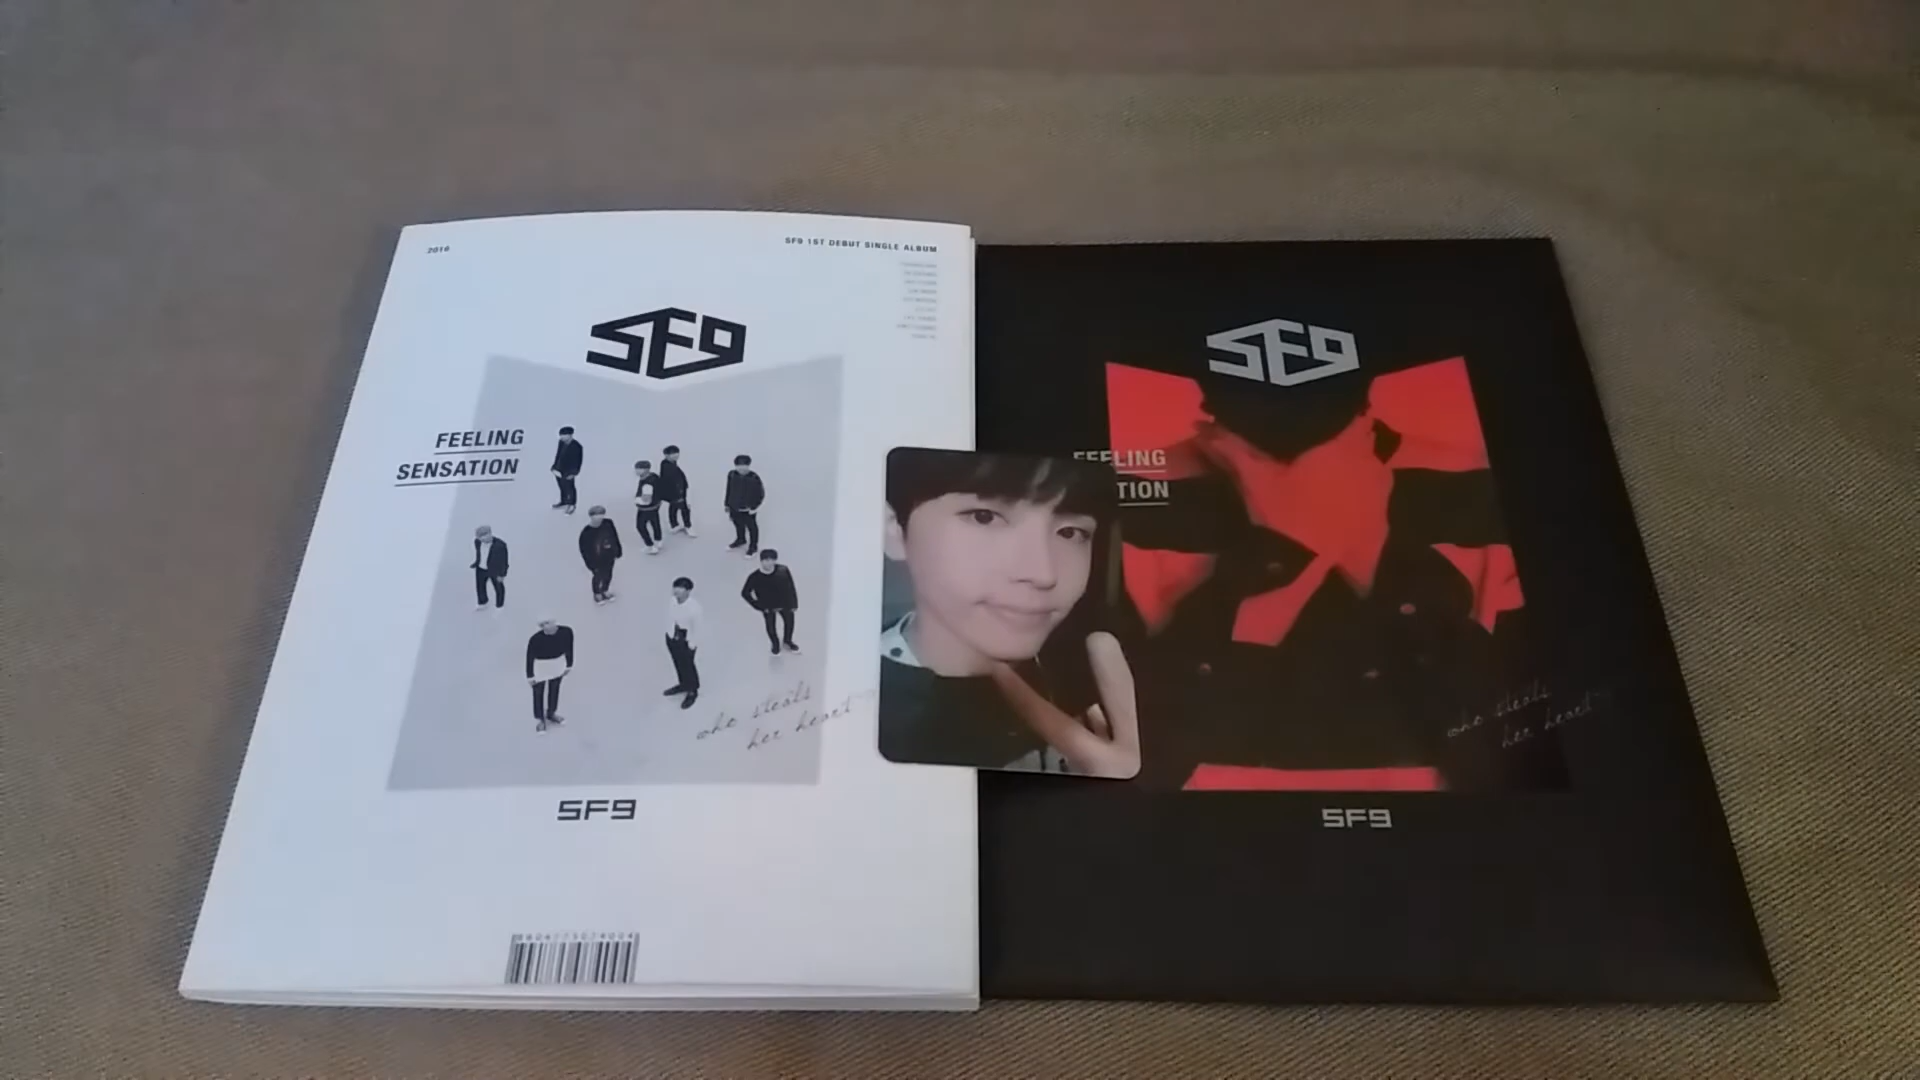 2016
SF9 1ST DEBUT SINGLE ALBUM
SF9
FEELING
SENSATION
who steals
her heart
SF9
SF9
FEELING
TION
who steals
her heart
SF9